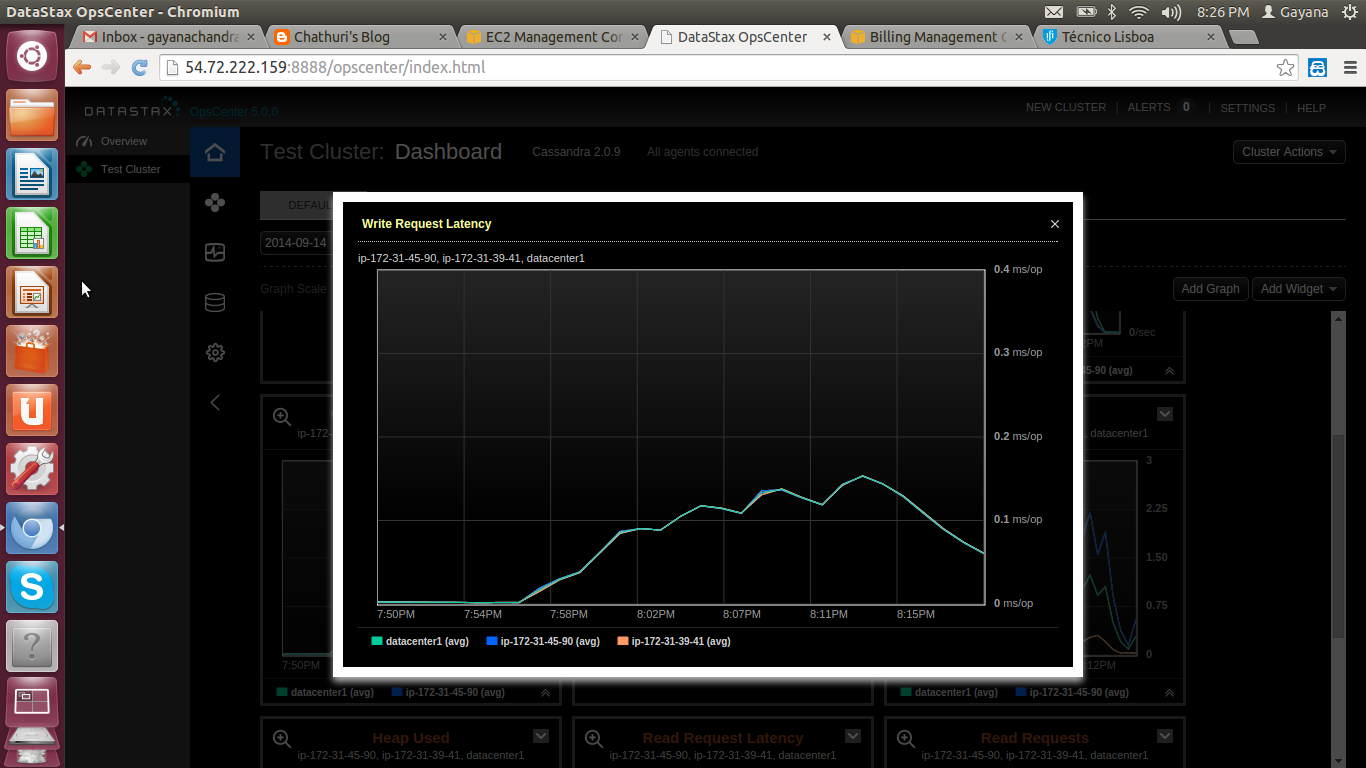 DataStax OpsCenter - Chromium
8:26 PM
Gayana
Inbox - gayanachandra
Chathuri's Blog
EC2 Management Con
DataStax OpsCenter
Billing Management C
Técnico Lisboa
54.72.222.159:8888/opscenter/index.html
DATASTAX
OpsCenter 5.0.0
NEW CLUSTER
ALERTS 0
SETTINGS
HELP
Overview
Test Cluster
Test Cluster: Dashboard
Cassandra 2.0.9
All agents connected
Cluster Actions
DEFAUL
2014-09-14
Graph Scale
Add Graph
Add Widget
Write Request Latency
ip-172-31-45-90, ip-172-31-39-41, datacenter1
0.4 ms/op
0.3 ms/op
0.2 ms/op
0.1 ms/op
0 ms/op
7:50PM 7:54PM 7:58PM 8:02PM 8:07PM 8:11PM 8:15PM
datacenter1 (avg) ip-172-31-45-90 (avg) ip-172-31-39-41 (avg)
0/sec
2PM
45-90 (avg)
ip-172-
, datacenter1
3
2.25
1.50
0.75
0
7:50PM
:12PM
datacenter1 (avg) ip-172-31-45-90 (avg)
datacenter1 (avg) ip-172-31-45-90 (avg)
Heap Used
ip-172-31-45-90, ip-172-31-39-41, datacenter1
Read Request Latency
ip-172-31-45-90, ip-172-31-39-41, datacenter1
Read Requests
ip-172-31-45-90, ip-172-31-39-41, datacenter1